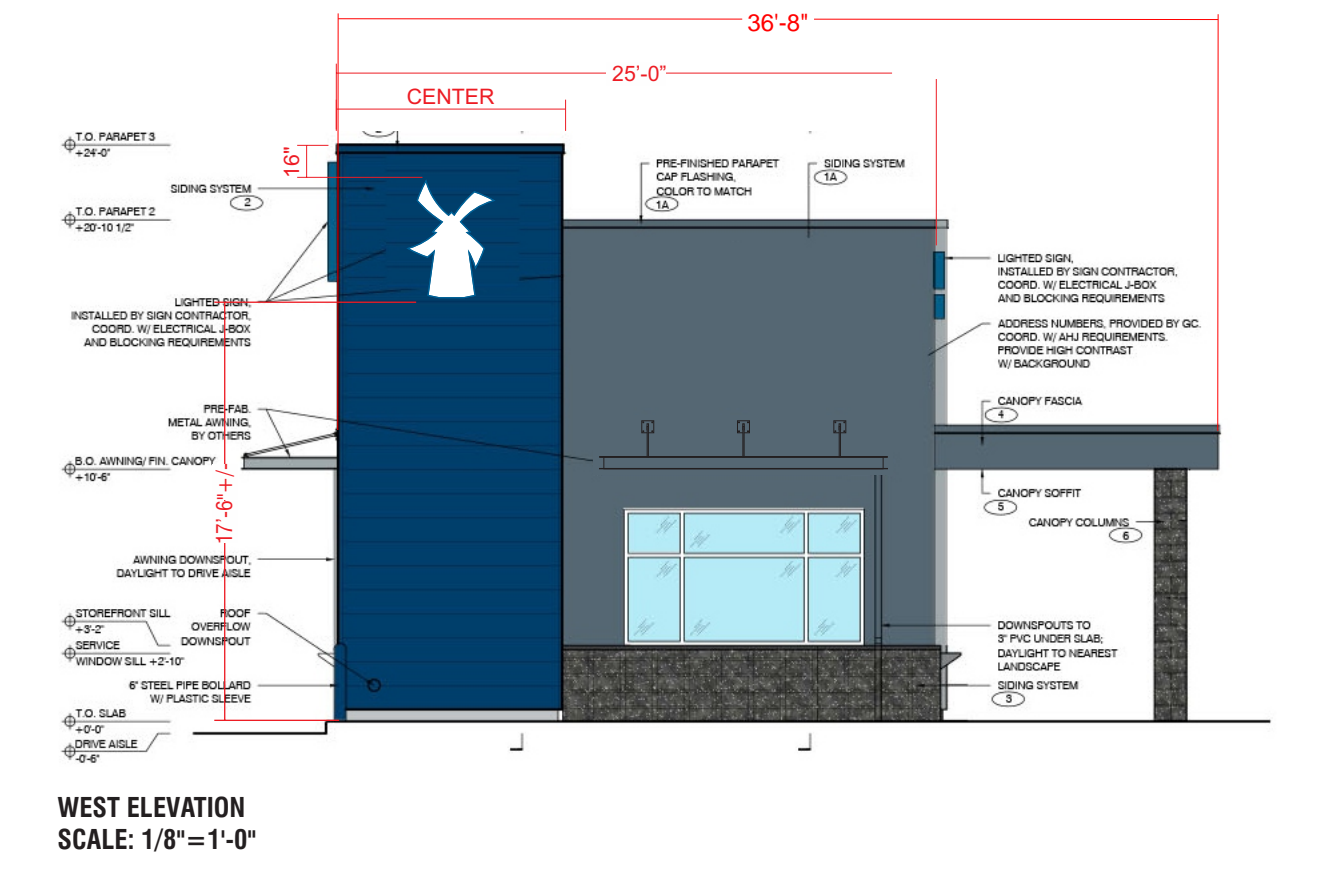 36'-8"
25'-0"
CENTER
T.O. PARAPET 3
+24'-0"
16"
SIDING SYSTEM
2
T.O. PARAPET 2
+20'-10 1/2"
PRE-FINISHED PARAPET
CAP FLASHING,
COLOR TO MATCH
1A
SIDING SYSTEM
1A
LIGHTED SIGN,
INSTALLED BY SIGN CONTRACTOR,
COORD. W/ ELECTRICAL J-BOX
AND BLOCKING REQUIREMENTS
LIGHTED SIGN,
INSTALLED BY SIGN CONTRACTOR,
COORD. W/ ELECTRICAL J-BOX
AND BLOCKING REQUIREMENTS
ADDRESS NUMBERS, PROVIDED BY GC.
COORD. W/ AHJ REQUIREMENTS.
PROVIDE HIGH CONTRAST
W/ BACKGROUND
PRE-FAB.
METAL AWNING,
BY OTHERS
CANOPY FASCIA
4
B.O. AWNING/ FIN. CANOPY
+10'-6"
17'-6"+/-
CANOPY SOFFIT
5
CANOPY COLUMNS
6
AWNING DOWNSPOUT,
DAYLIGHT TO DRIVE AISLE
STOREFRONT SILL
+3'-2"
ROOF
OVERFLOW
DOWNSPOUT
SERVICE
WINDOW SILL +2'-10"
DOWNSPOUTS TO
3" PVC UNDER SLAB;
DAYLIGHT TO NEAREST
LANDSCAPE
6" STEEL PIPE BOLLARD
W/ PLASTIC SLEEVE
SIDING SYSTEM
3
T.O. SLAB
+0'-0"
DRIVE AISLE
-0'-6"
WEST ELEVATION
SCALE: 1/8"=1'-0"